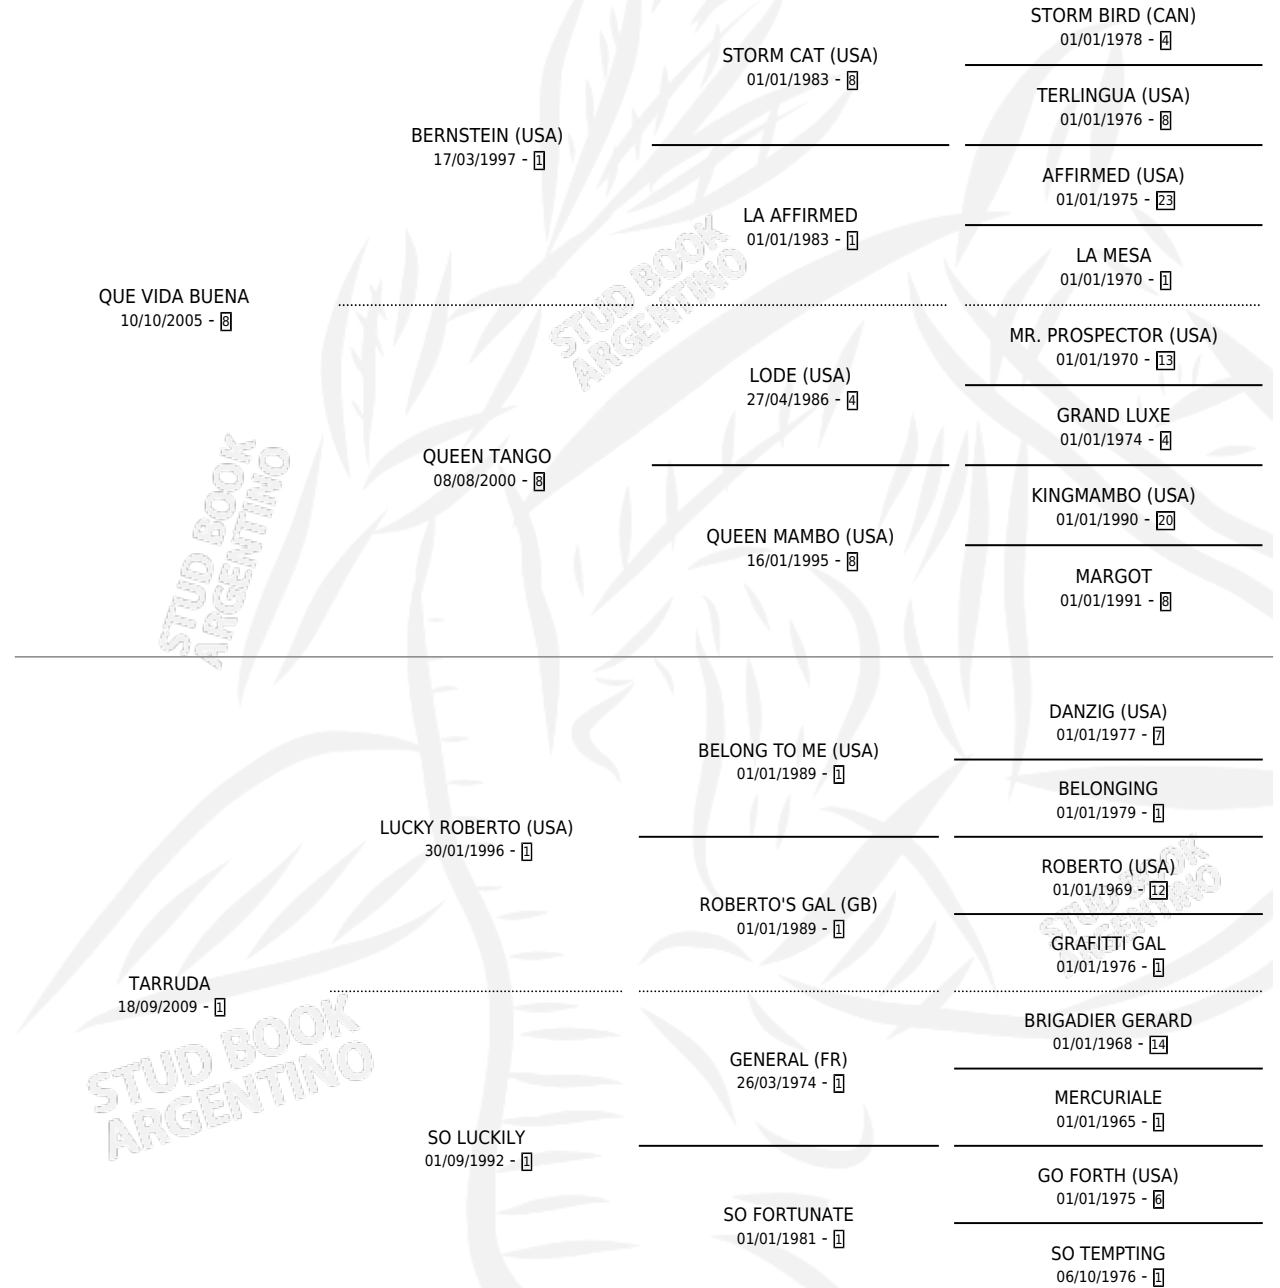 STORM BIRD (CAN)
01/01/1978 - 4
STORM CAT (USA)
01/01/1983 - 8
TERLINGUA (USA)
01/01/1976 - 8
BERNSTEIN (USA)
17/03/1997 - 1
AFFIRMED (USA)
01/01/1975 - 23
LA AFFIRMED
01/01/1983 - 1
LA MESA
01/01/1970 - 1
QUE VIDA BUENA
10/10/2005 - 8
STUD BOOK
ARGENTINO
MR. PROSPECTOR (USA)
01/01/1970 - 13
LODE (USA)
27/04/1986 - 4
GRAND LUXE
01/01/1974 - 4
QUEEN TANGO
08/08/2000 - 8
KINGMAMBO (USA)
01/01/1990 - 20
QUEEN MAMBO (USA)
16/01/1995 - 8
MARGOT
01/01/1991 - 8
STUD BOOK
ARGENTINO
DANZIG (USA)
01/01/1977 - 7
BELONG TO ME (USA)
01/01/1989 - 1
BELONGING
01/01/1979 - 1
LUCKY ROBERTO (USA)
30/01/1996 - 1
ROBERTO (USA)
01/01/1969 - 12
ROBERTO'S GAL (GB)
01/01/1989 - 1
GRAFITTI GAL
01/01/1976 - 1
STUD BOOK
ARGENTINO
TARRUDA
18/09/2009 - 1
BRIGADIER GERARD
01/01/1968 - 14
GENERAL (FR)
26/03/1974 - 1
MERCURIALE
01/01/1965 - 1
STUD BOOK
ARGENTINO
SO LUCKILY
01/09/1992 - 1
GO FORTH (USA)
01/01/1975 - 6
SO FORTUNATE
01/01/1981 - 1
SO TEMPTING
06/10/1976 - 1